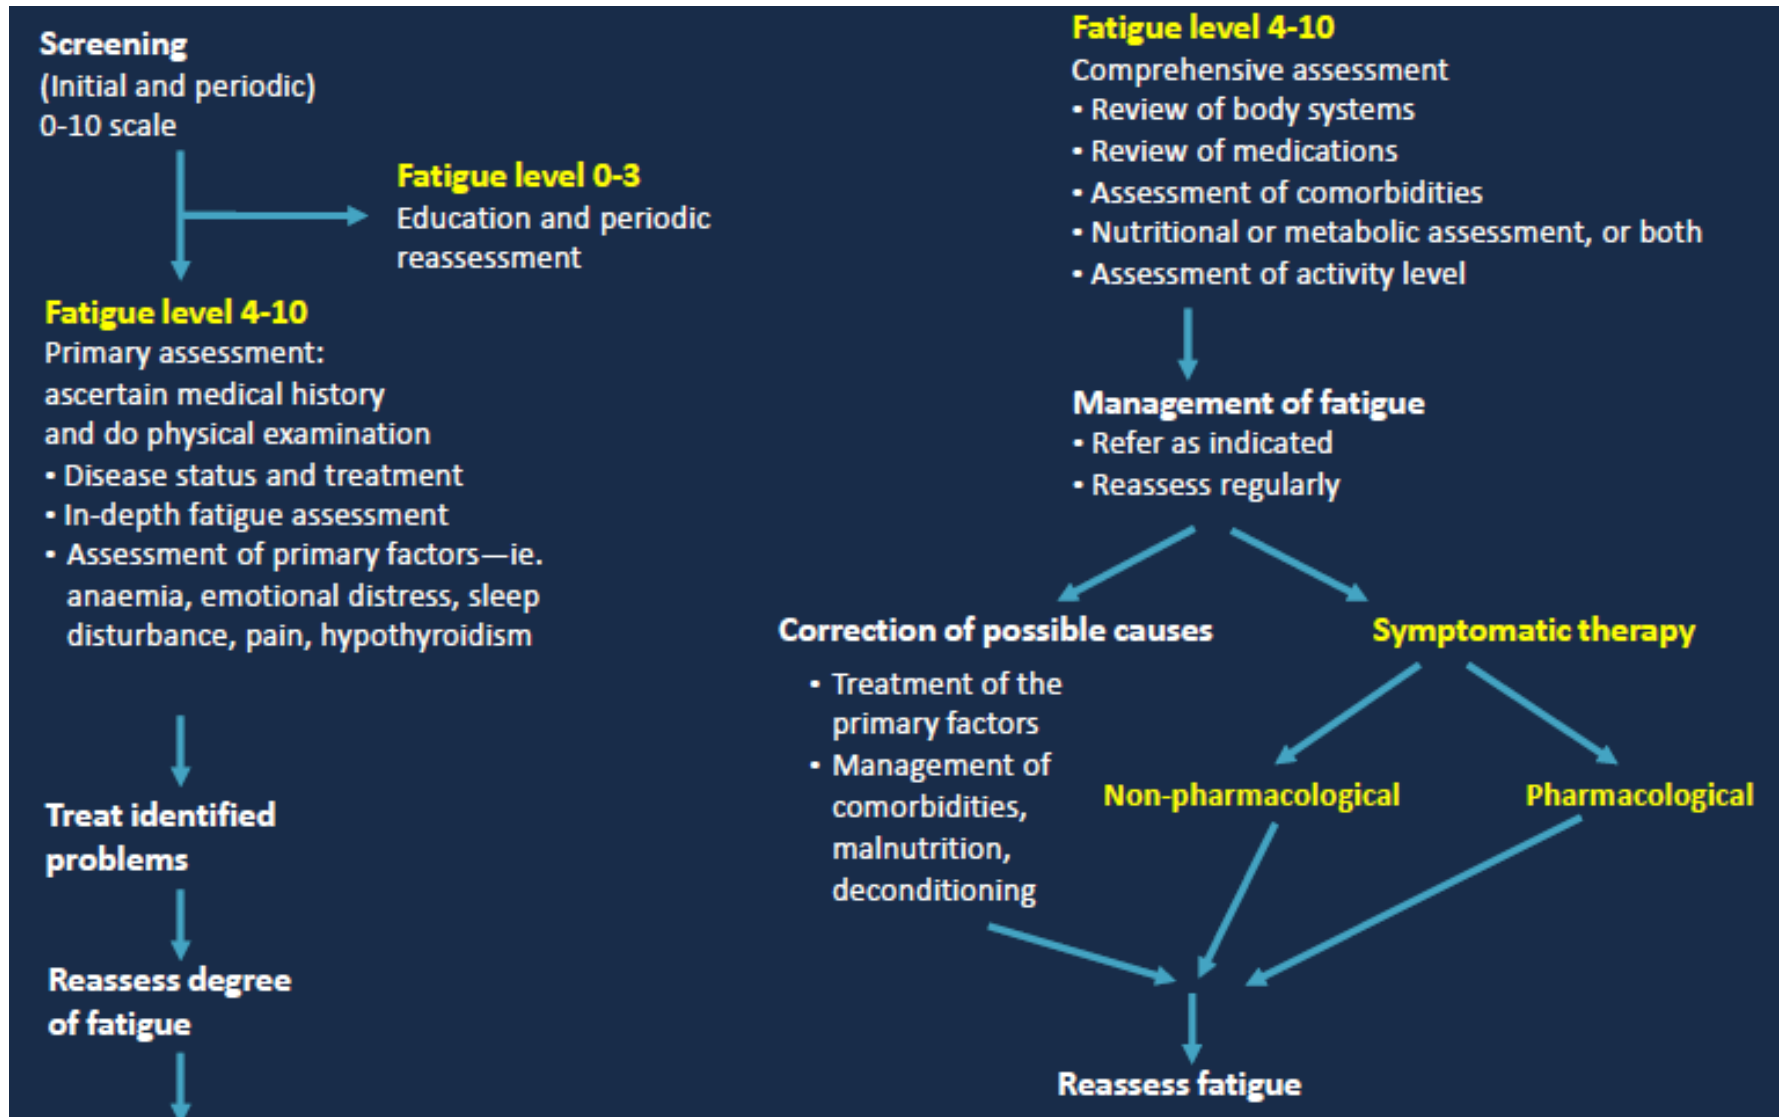 Screening
(Initial and periodic)
0-10 scale
Fatigue level 0-3
Education and periodic
reassessment
Fatigue level 4-10
Primary assessment:
ascertain medical history
and do physical examination
• Disease status and treatment
• In-depth fatigue assessment
• Assessment of primary factors—ie.
anaemia, emotional distress, sleep
disturbance, pain, hypothyroidism
Treat identified
problems
Reassess degree
of fatigue
Fatigue level 4-10
Comprehensive assessment
• Review of body systems
• Review of medications
• Assessment of comorbidities
• Nutritional or metabolic assessment, or both
• Assessment of activity level
Management of fatigue
• Refer as indicated
• Reassess regularly
Correction of possible causes
• Treatment of the
primary factors
• Management of
comorbidities,
malnutrition,
deconditioning
Symptomatic therapy
Non-pharmacological
Pharmacological
Reassess fatigue